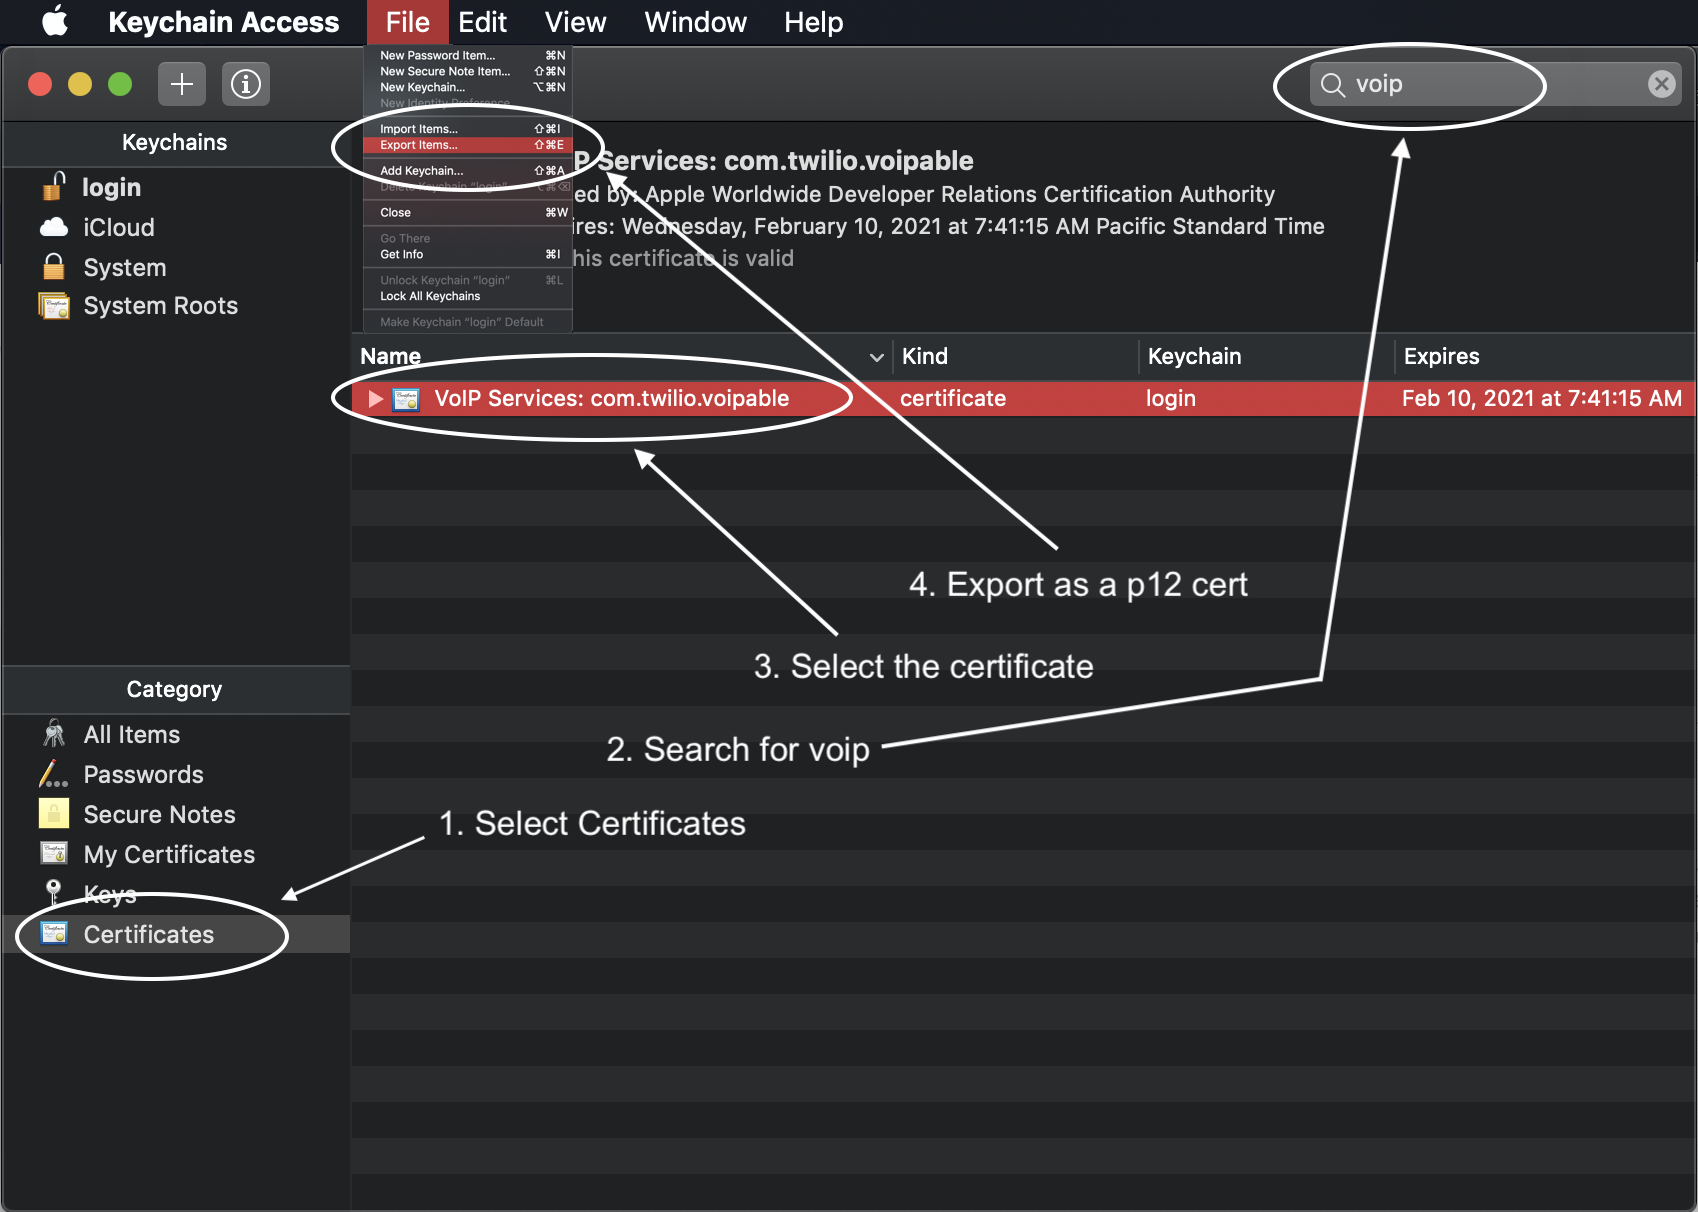 Keychain Access File Edit View Window Help
New Password Item... ⌘N
New Secure Note Item... ⇧⌘N
New Keychain... ⌥⌘N
New Identity Preference...
Import Items... ⇧⌘I
Export Items... ⇧⌘E
Add Keychain... ⇧⌘A
Delete Keychain "login" ⌥⌘⌫
Close ⌘W
Go There
Get Info ⌘I
Unlock Keychain "login" ⌘L
Lock All Keychains
Make Keychain "login" Default
voip
Keychains
login
iCloud
System
System Roots
P Services: com.twilio.voipable
ed by: Apple Worldwide Developer Relations Certification Authority
ires: Wednesday, February 10, 2021 at 7:41:15 AM Pacific Standard Time
his certificate is valid
Name Kind Keychain Expires
VoIP Services: com.twilio.voipable certificate login Feb 10, 2021 at 7:41:15 AM
4. Export as a p12 cert
3. Select the certificate
2. Search for voip
1. Select Certificates
Category
All Items
Passwords
Secure Notes
My Certificates
Keys
Certificates